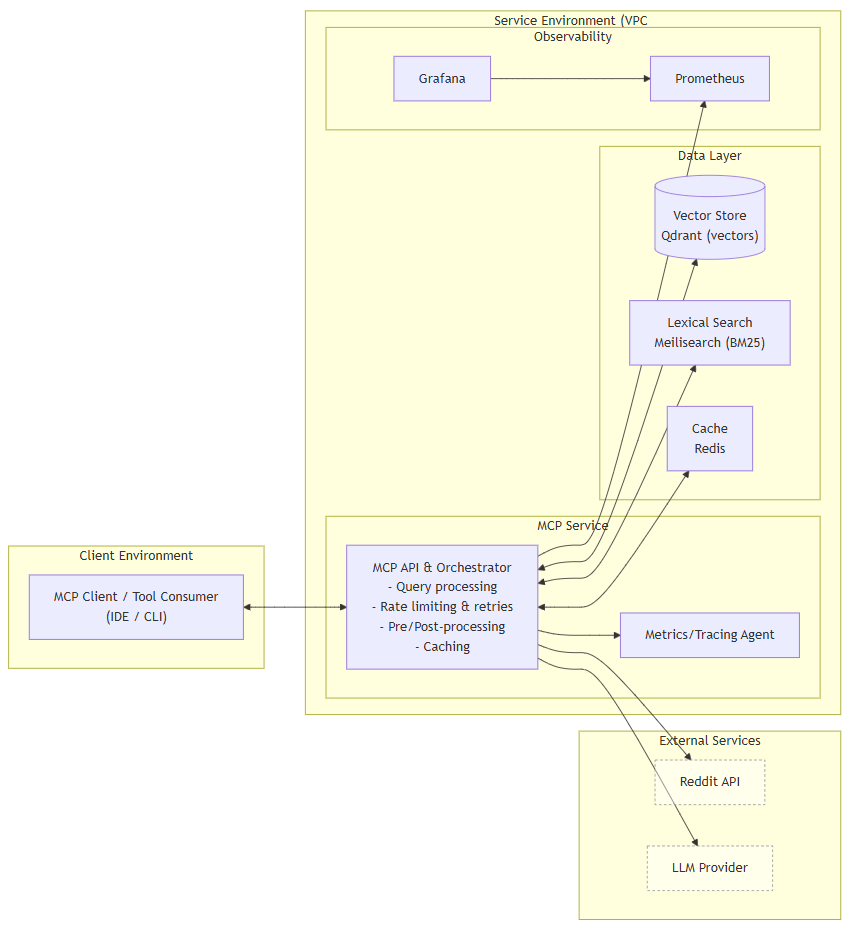 Service Environment (VPC
Observability
Grafana
Prometheus
Data Layer
Vector Store
Qdrant (vectors)
Lexical Search
Meilisearch (BM25)
Cache
Redis
MCP Service
MCP API & Orchestrator
- Query processing
- Rate limiting & retries
- Pre/Post-processing
- Caching
Metrics/Tracing Agent
Client Environment
MCP Client / Tool Consumer
(IDE / CLI)
External Services
Reddit API
LLM Provider